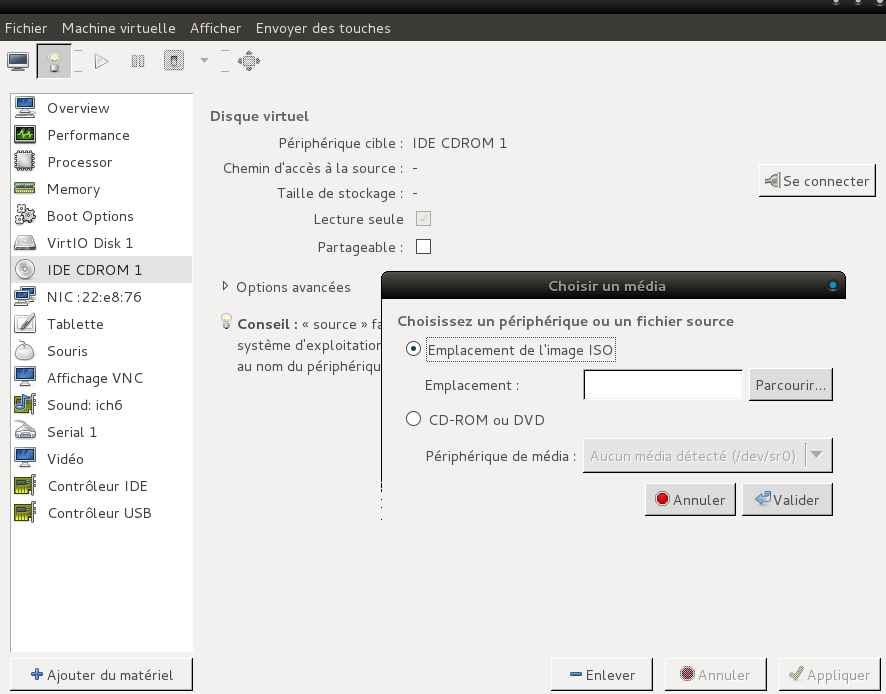 Fichier Machine virtuelle Afficher Envoyer des touches
Overview
Performance
Processor
Memory
Boot Options
VirtIO Disk 1
IDE CDROM 1
NIC :22:e8:76
Tablette
Souris
Affichage VNC
Sound: ich6
Serial 1
Vidéo
Contrôleur IDE
Contrôleur USB
Ajouter du matériel
Disque virtuel
Périphérique cible : IDE CDROM 1
Chemin d'accès à la source : -
Taille de stockage : -
Se connecter
Lecture seule
Partageable :
Options avancées
Conseil : « source » fa
système d'exploitation
au nom du périphériqu
Choisir un média
Choisissez un périphérique ou un fichier source
Emplacement de l'image ISO
Emplacement : Parcourir...
CD-ROM ou DVD
Périphérique de média : Aucun média détecté (/dev/sr0)
Annuler Valider
Enlever Annuler Appliquer